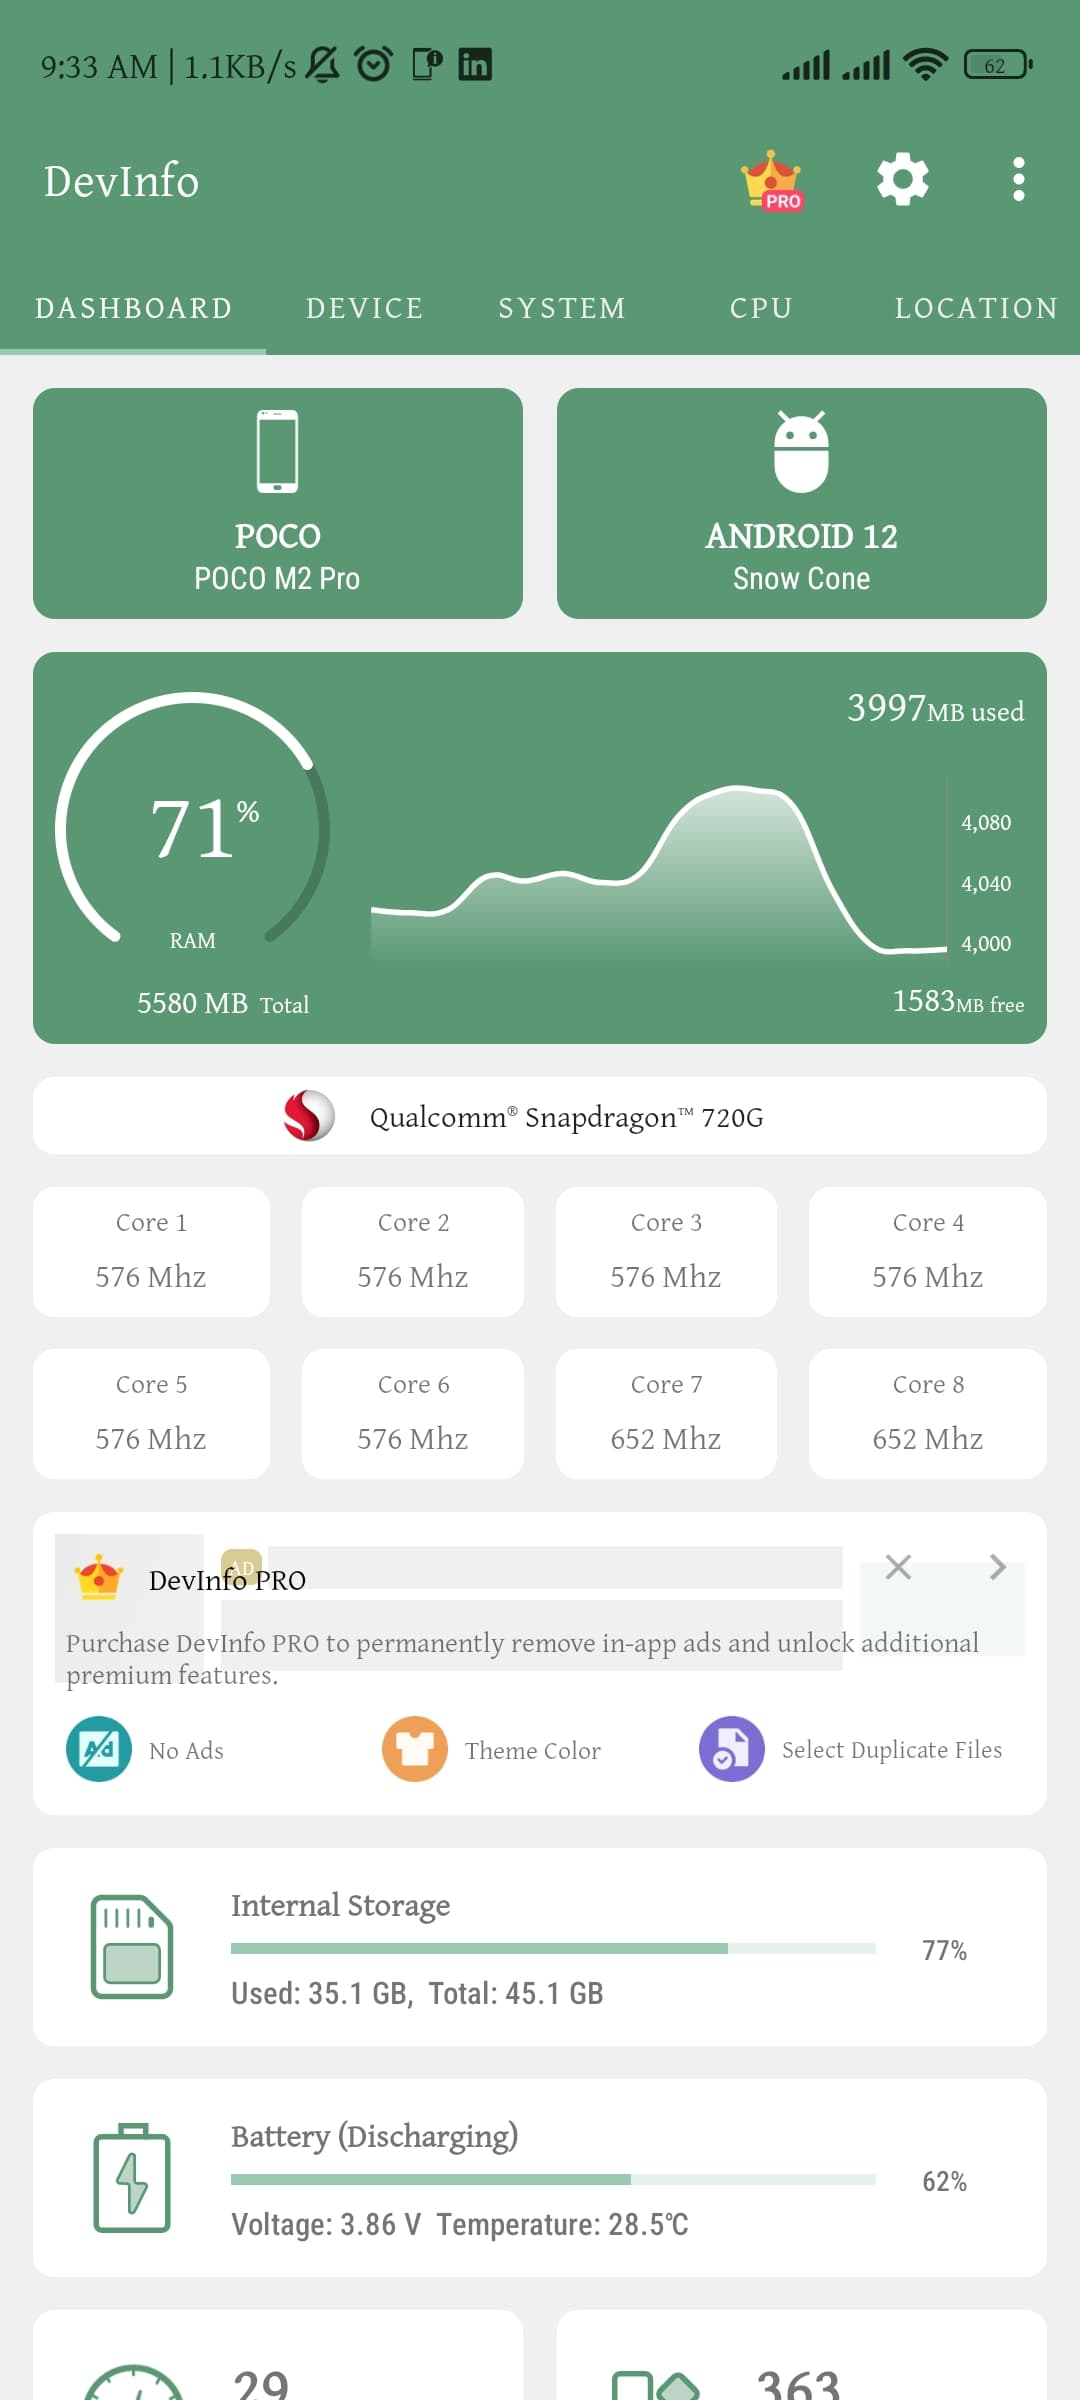 9:33 AM | 1.1KB/s
62
DevInfo
PRO
DASHBOARD DEVICE SYSTEM CPU LOCATION
POCO
POCO M2 Pro
ANDROID 12
Snow Cone
3997MB used
71%
RAM
5580 MB Total
4,080
4,040
4,000
1583MB free
Qualcomm® Snapdragon™ 720G
Core 1
576 Mhz
Core 2
576 Mhz
Core 3
576 Mhz
Core 4
576 Mhz
Core 5
576 Mhz
Core 6
576 Mhz
Core 7
652 Mhz
Core 8
652 Mhz
AD
DevInfo PRO
Purchase DevInfo PRO to permanently remove in-app ads and unlock additional
premium features.
Ad
No Ads
Theme Color
Select Duplicate Files
Internal Storage
77%
Used: 35.1 GB, Total: 45.1 GB
Battery (Discharging)
62%
Voltage: 3.86 V Temperature: 28.5℃
29
363